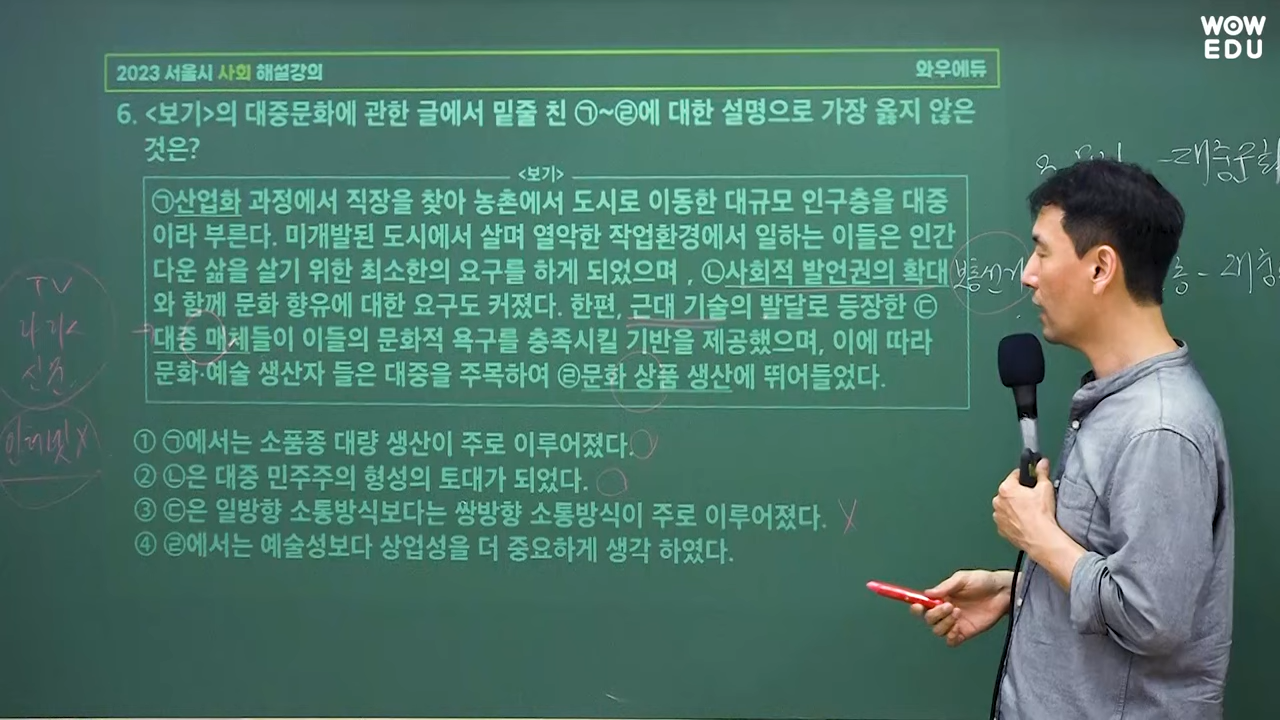 WOW
EDU
2023 서울시 사회 해설강의
와우에듀
6. <보기>의 대중문화에 관한 글에서 밑줄 친 ㉠~㉣에 대한 설명으로 가장 옳지 않은
것은?
<보기>
㉠산업화 과정에서 직장을 찾아 농촌에서 도시로 이동한 대규모 인구층을 대중
이라 부른다. 미개발된 도시에서 살며 열악한 작업환경에서 일하는 이들은 인간
다운 삶을 살기 위한 최소한의 요구를 하게 되었으며 , ㉡사회적 발언권의 확대
와 함께 문화 향유에 대한 요구도 커졌다. 한편, 근대 기술의 발달로 등장한 ㉢
대중 매체들이 이들의 문화적 욕구를 충족시킬 기반을 제공했으며, 이에 따라
문화·예술 생산자 들은 대중을 주목하여 ㉣문화 상품 생산에 뛰어들었다.
① ㉠에서는 소품종 대량 생산이 주로 이루어졌다.
② ㉡은 대중 민주주의 형성의 토대가 되었다.
③ ㉢은 일방향 소통방식보다는 쌍방향 소통방식이 주로 이루어졌다. X
④ ㉣에서는 예술성보다 상업성을 더 중요하게 생각 하였다.
TV
신문
인터넷 X
보통선거
- 대중문화